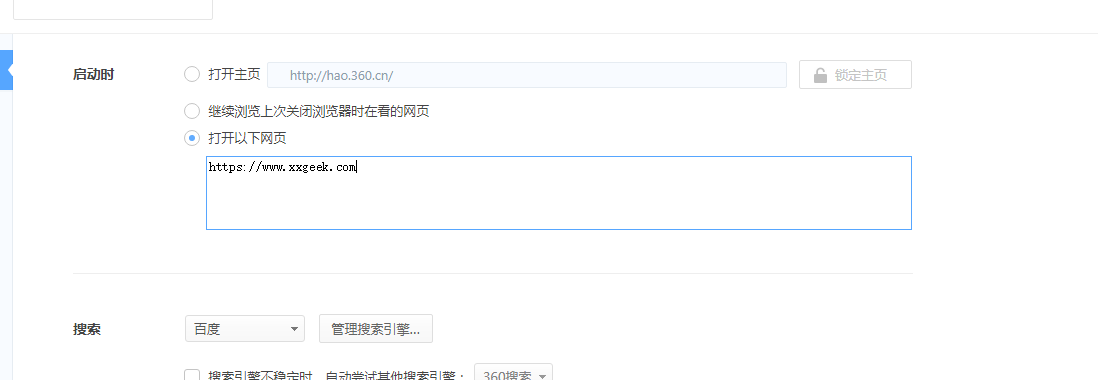 启动时 打开主页 http://hao.360.cn/ 锁定主页
继续浏览上次关闭浏览器时在看的网页
打开以下网页
https://www.xxgeek.com
搜索 百度 管理搜索引擎...
搜索引擎不稳定时，自动尝试其他搜索引擎： 360搜索